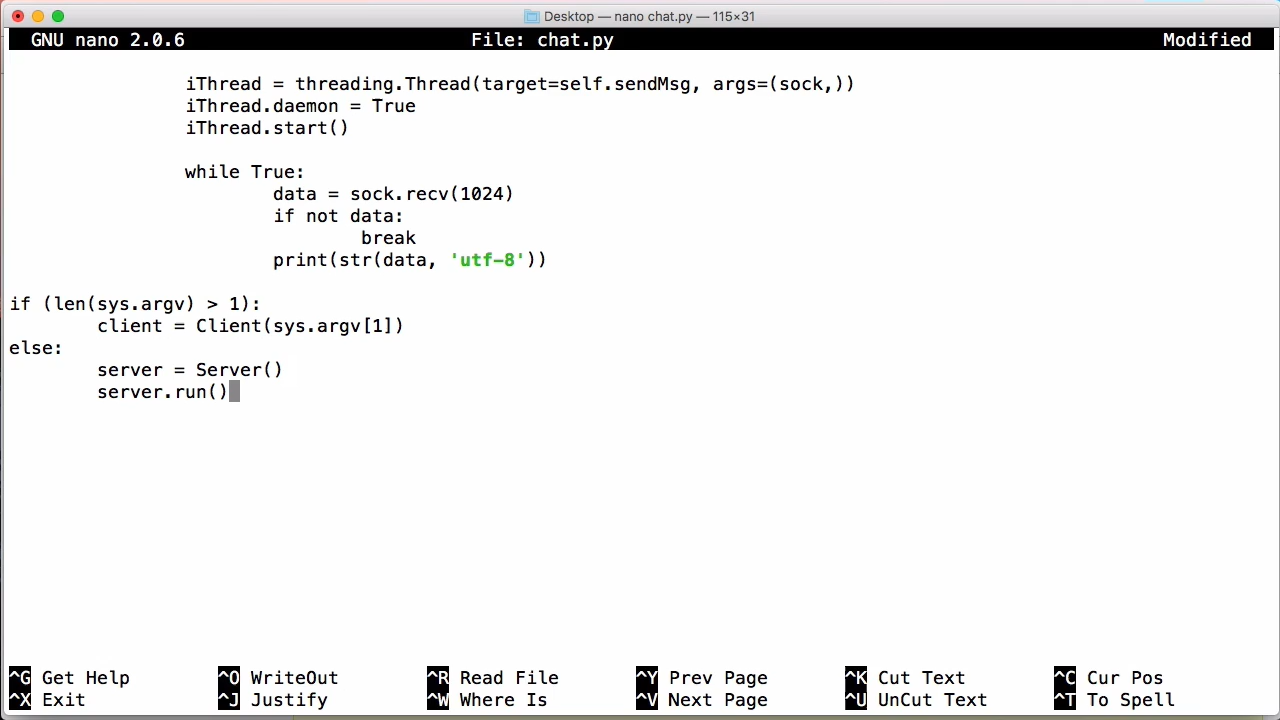 Desktop — nano chat.py — 115×31
GNU nano 2.0.6 File: chat.py Modified
iThread = threading.Thread(target=self.sendMsg, args=(sock,))
iThread.daemon = True
iThread.start()
while True:
data = sock.recv(1024)
if not data:
break
print(str(data, 'utf-8'))
if (len(sys.argv) > 1):
client = Client(sys.argv[1])
else:
server = Server()
server.run()
^G Get Help ^O WriteOut ^R Read File ^Y Prev Page ^K Cut Text ^C Cur Pos
^X Exit ^J Justify ^W Where Is ^V Next Page ^U UnCut Text ^T To Spell